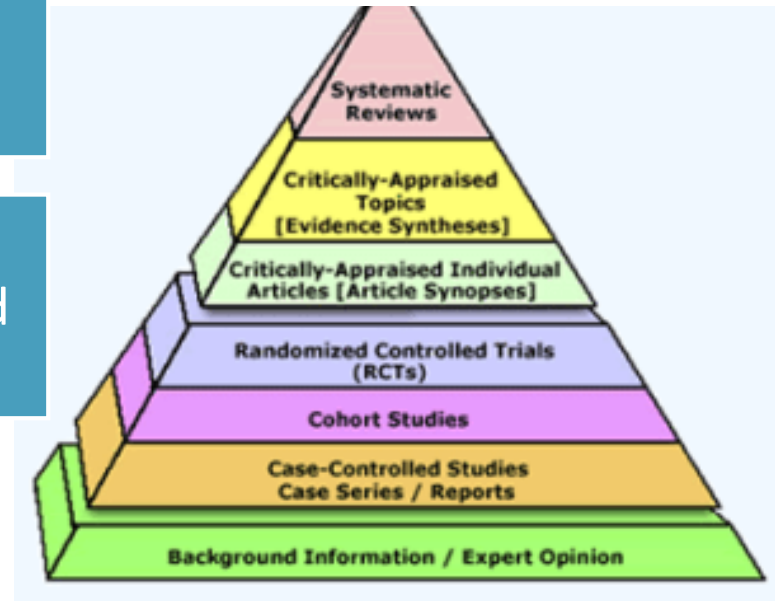 Systematic
Reviews
Critically-Appraised
Topics
[Evidence Syntheses]
Critically-Appraised Individual
Articles [Article Synopses]
Randomized Controlled Trials
(RCTs)
Cohort Studies
Case-Controlled Studies
Case Series / Reports
Background Information / Expert Opinion